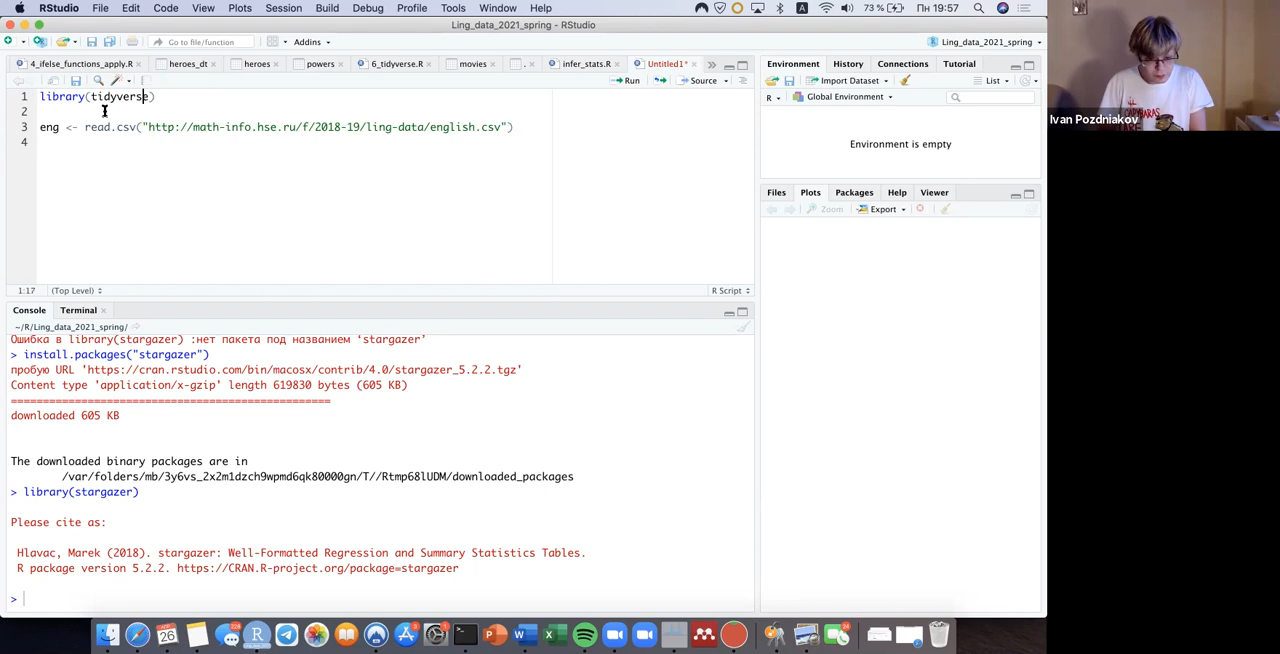 RStudio File Edit Code View Plots Session Build Debug Profile Tools Window Help 73 % Пн 19:57
Ling_data_2021_spring - RStudio
Go to file/function Addins Ling_data_2021_spring
4_ifelse_functions_apply.R heroes_dt heroes powers 6_tidyverse.R movies . infer_stats.R Untitled1*
Run Source
1 library(tidyverse)
2
3 eng <- read.csv("http://math-info.hse.ru/f/2018-19/ling-data/english.csv")
4
1:17 (Top Level) R Script
Console Terminal
~/R/Ling_data_2021_spring/
Ошибка в library(stargazer) :нет пакета под названием ‘stargazer’
> install.packages("stargazer")
пробую URL 'https://cran.rstudio.com/bin/macosx/contrib/4.0/stargazer_5.2.2.tgz'
Content type 'application/x-gzip' length 619830 bytes (605 KB)
==================================================
downloaded 605 KB
The downloaded binary packages are in
/var/folders/mb/3y6vs_2x2m1dzch9wpmd6qk80000gn/T//Rtmp68lUDM/downloaded_packages
> library(stargazer)
Please cite as:
Hlavac, Marek (2018). stargazer: Well-Formatted Regression and Summary Statistics Tables.
R package version 5.2.2. https://CRAN.R-project.org/package=stargazer
>
Environment History Connections Tutorial
Import Dataset List
R Global Environment
Environment is empty
Files Plots Packages Help Viewer
Zoom Export
Ivan Pozdniakov